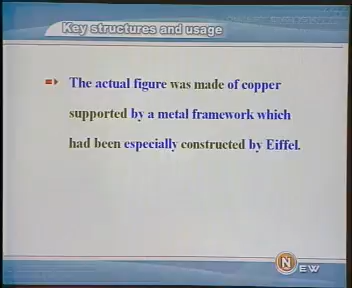 Key structures and usage
The actual figure was made of copper
supported by a metal framework which
had been especially constructed by Eiffel.
NEW